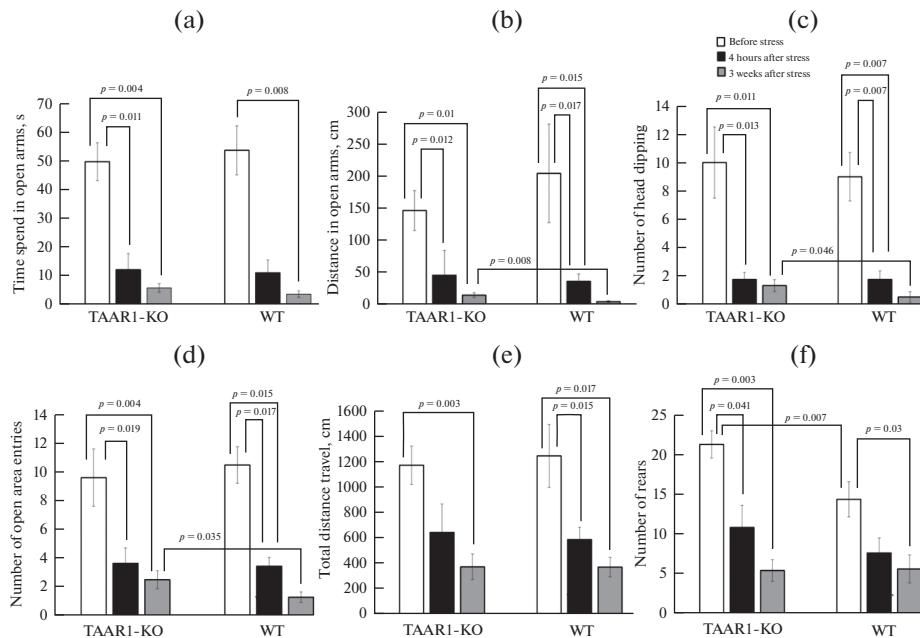 (a)
Time spend in open arms, s
70
60
50
40
30
20
10
0
p = 0.004
p = 0.011
p = 0.008
TAAR1-KO
WT
(b)
Distance in open arms, cm
300
250
200
150
100
50
0
p = 0.01
p = 0.012
p = 0.015
p = 0.017
p = 0.008
TAAR1-KO
WT
(c)
Before stress
4 hours after stress
3 weeks after stress
Number of head dipping
14
12
10
8
6
4
2
0
p = 0.011
p = 0.013
p = 0.007
p = 0.007
p = 0.046
TAAR1-KO
WT
(d)
Number of open area entries
14
12
10
8
6
4
2
0
p = 0.004
p = 0.019
p = 0.015
p = 0.017
p = 0.035
TAAR1-KO
WT
(e)
Total distance travel, cm
1600
1400
1200
1000
800
600
400
200
0
p = 0.003
p = 0.017
p = 0.015
TAAR1-KO
WT
(f)
Number of rears
25
20
15
10
5
0
p = 0.003
p = 0.041
p = 0.007
p = 0.03
TAAR1-KO
WT